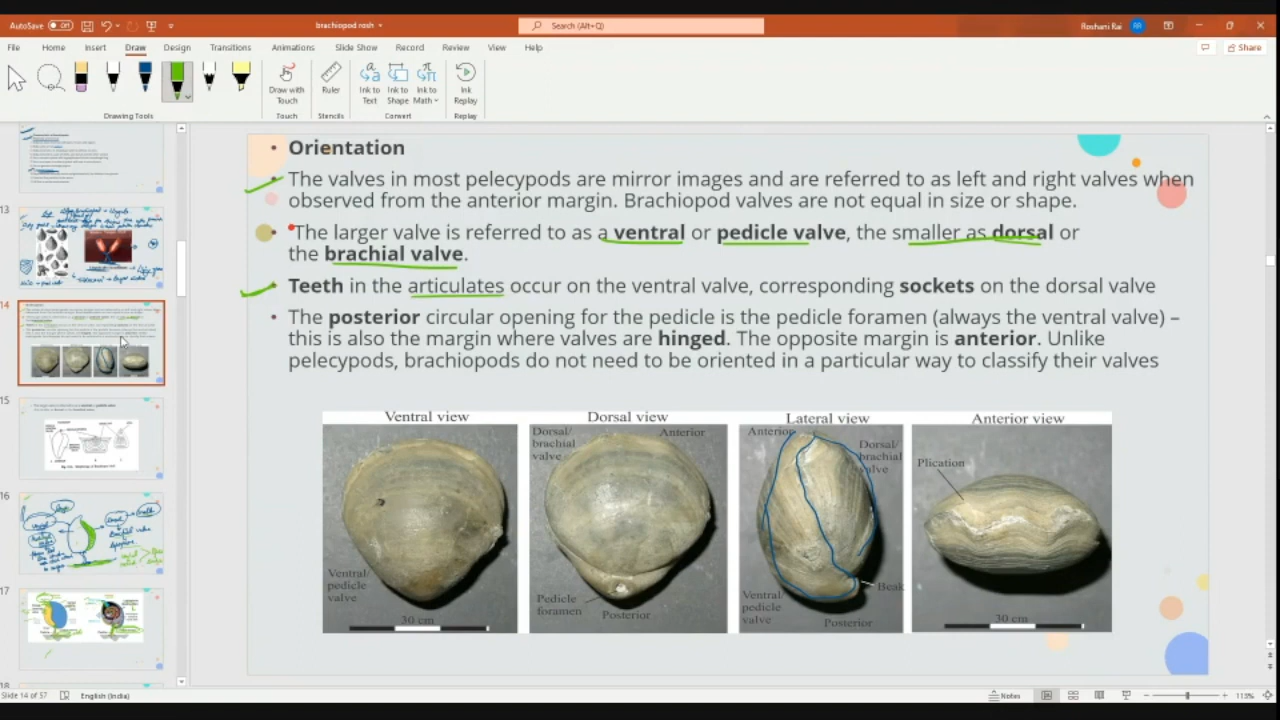 AutoSave Off brachiopod rosh Search (Alt+Q) Roshani Rai
File Home Insert Draw Design Transitions Animations Slide Show Record Review View Help Share
Draw with Touch Ruler Ink to Text Ink to Shape Ink to Math Ink Replay
Drawing Tools Touch Stencils Convert Replay
13
14
15
16
17
18
• Orientation
• The valves in most pelecypods are mirror images and are referred to as left and right valves when
observed from the anterior margin. Brachiopod valves are not equal in size or shape.
• The larger valve is referred to as a ventral or pedicle valve, the smaller as dorsal or
the brachial valve.
• Teeth in the articulates occur on the ventral valve, corresponding sockets on the dorsal valve
• The posterior circular opening for the pedicle is the pedicle foramen (always the ventral valve) –
this is also the margin where valves are hinged. The opposite margin is anterior. Unlike
pelecypods, brachiopods do not need to be oriented in a particular way to classify their valves
Ventral view
Ventral/
pedicle
valve
30 cm
Dorsal view
Dorsal/
brachial
valve
Anterior
Pedicle
foramen
Posterior
Lateral view
Anterior
Dorsal/
brachial
valve
Ventral/
pedicle
valve
Beak
Posterior
Anterior view
Plication
30 cm
Slide 14 of 57 English (India) Notes 113%